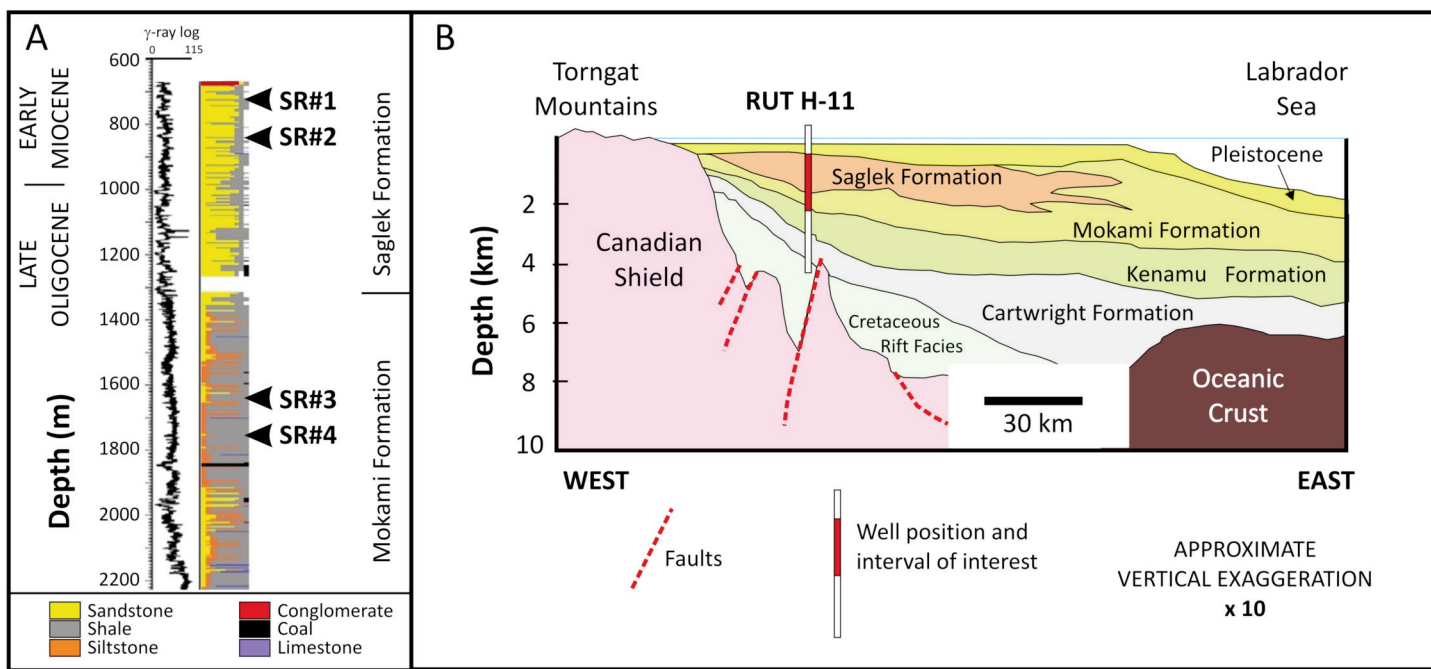 A
γ-ray log
0 115
600
800
1000
1200
1400
1600
1800
2000
2200
Depth (m)
EARLY
MIOCENE
LATE
OLIGOCENE
SR#1
SR#2
SR#3
SR#4
Saglek Formation
Mokami Formation
Sandstone
Shale
Siltstone
Conglomerate
Coal
Limestone
B
Torngat
Mountains
RUT H-11
Labrador
Sea
Pleistocene
Saglek Formation
Mokami Formation
Canadian
Shield
Kenamu Formation
Cartwright Formation
Cretaceous
Rift Facies
Oceanic
Crust
30 km
Depth (km)
2
4
6
8
10
WEST
EAST
Faults
Well position and
interval of interest
APPROXIMATE
VERTICAL EXAGGERATION
x 10